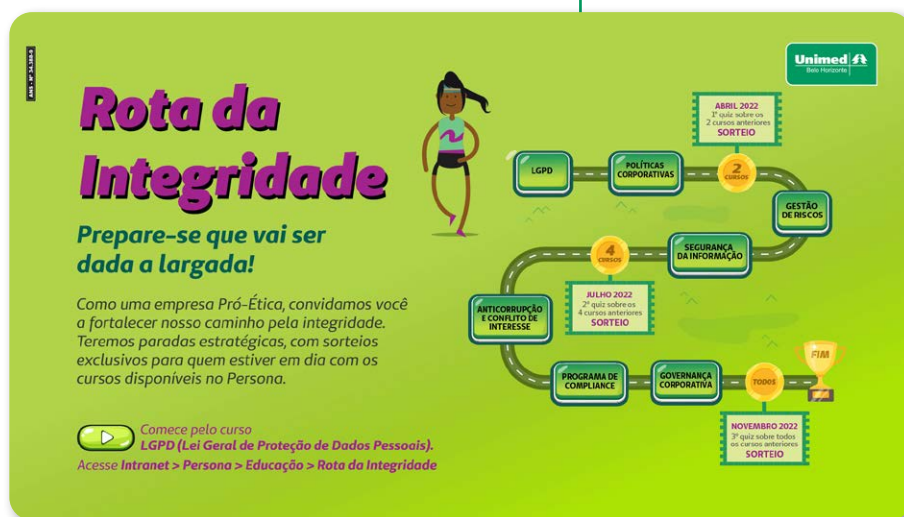 ANS - Nº 34.388-9
Rota da
Integridade
Prepare-se que vai ser
dada a largada!
Como uma empresa Pró-Ética, convidamos você
a fortalecer nosso caminho pela integridade.
Teremos paradas estratégicas, com sorteios
exclusivos para quem estiver em dia com os
cursos disponíveis no Persona.
Comece pelo curso
LGPD (Lei Geral de Proteção de Dados Pessoais).
Acesse Intranet > Persona > Educação > Rota da Integridade
Unimed
Belo Horizonte
LGPD
POLÍTICAS
CORPORATIVAS
ABRIL 2022
1º quiz sobre os
2 cursos anteriores
SORTEIO
2
CURSOS
GESTÃO
DE RISCOS
SEGURANÇA
DA INFORMAÇÃO
4
CURSOS
JULHO 2022
2º quiz sobre os
4 cursos anteriores
SORTEIO
ANTICORRUPÇÃO
E CONFLITO DE
INTERESSE
PROGRAMA DE
COMPLIANCE
GOVERNANÇA
CORPORATIVA
TODOS
NOVEMBRO 2022
3º quiz sobre todos
os cursos anteriores
SORTEIO
FIM